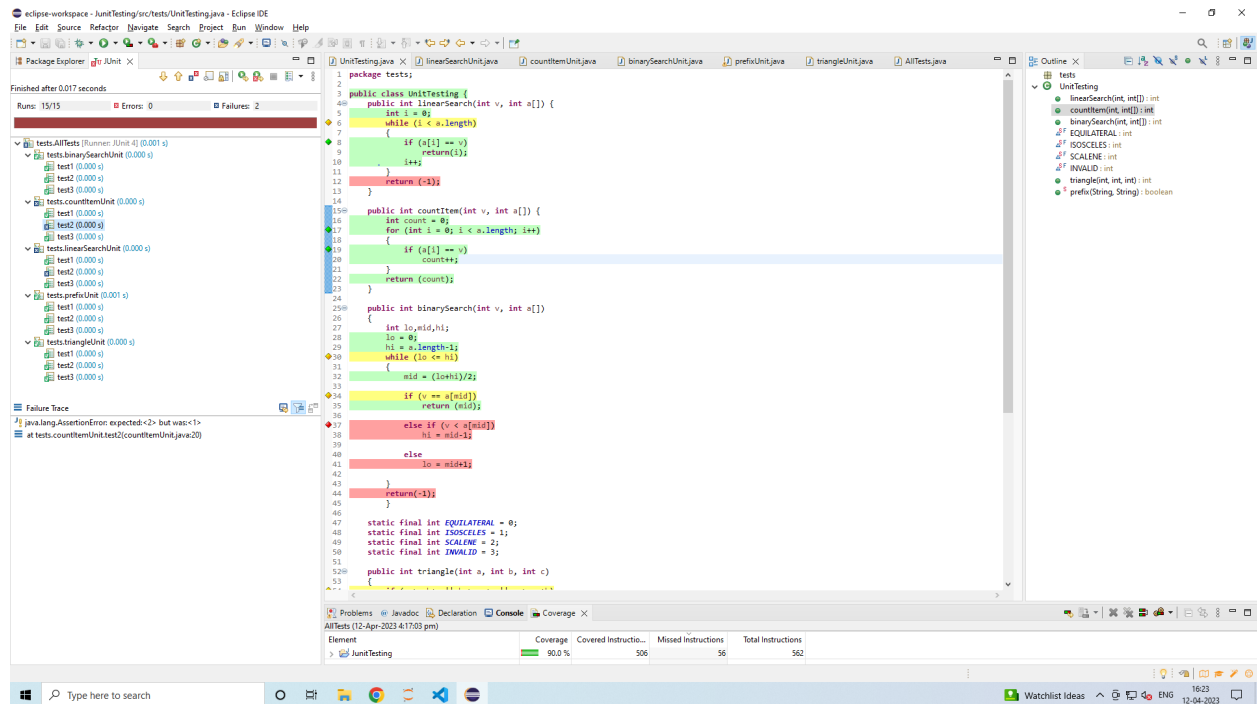 eclipse-workspace - JunitTesting/src/tests/UnitTesting.java - Eclipse IDE
File Edit Source Refactor Navigate Search Project Run Window Help
Package Explorer JUnit
Finished after 0.017 seconds
Runs: 15/15 Errors: 0 Failures: 2
tests.AllTests [Runner: JUnit 4] (0.001 s)
tests.binarySearchUnit (0.000 s)
test1 (0.000 s)
test2 (0.000 s)
test3 (0.000 s)
tests.countItemUnit (0.000 s)
test1 (0.000 s)
test2 (0.000 s)
test3 (0.000 s)
tests.linearSearchUnit (0.000 s)
test1 (0.000 s)
test2 (0.000 s)
test3 (0.000 s)
tests.prefixUnit (0.001 s)
test1 (0.000 s)
test2 (0.000 s)
test3 (0.000 s)
tests.triangleUnit (0.000 s)
test1 (0.000 s)
test2 (0.000 s)
test3 (0.000 s)
Failure Trace
java.lang.AssertionError: expected:<2> but was:<1>
at tests.countItemUnit.test2(countItemUnit.java:20)
UnitTesting.java linearSearchUnit.java countItemUnit.java binarySearchUnit.java prefixUnit.java triangleUnit.java AllTests.java
1 package tests;
2
3 public class UnitTesting {
4 public int linearSearch(int v, int a[]) {
5 int i = 0;
6 while (i < a.length)
7 {
8 if (a[i] == v)
9 return(i);
10 i++;
11 }
12 return (-1);
13 }
14
15 public int countItem(int v, int a[]) {
16 int count = 0;
17 for (int i = 0; i < a.length; i++)
18 {
19 if (a[i] == v)
20 count++;
21 }
22 return (count);
23 }
24
25 public int binarySearch(int v, int a[])
26 {
27 int lo,mid,hi;
28 lo = 0;
29 hi = a.length-1;
30 while (lo <= hi)
31 {
32 mid = (lo+hi)/2;
33
34 if (v == a[mid])
35 return (mid);
36
37 else if (v < a[mid])
38 hi = mid-1;
39
40 else
41 lo = mid+1;
42
43 }
44 return(-1);
45 }
46
47 static final int EQUILATERAL = 0;
48 static final int ISOSCELES = 1;
49 static final int SCALENE = 2;
50 static final int INVALID = 3;
51
52 public int triangle(int a, int b, int c)
53 {
Outline
tests
UnitTesting
linearSearch(int, int[]) : int
countItem(int, int[]) : int
binarySearch(int, int[]) : int
EQUILATERAL : int
ISOSCELES : int
SCALENE : int
INVALID : int
triangle(int, int, int) : int
prefix(String, String) : boolean
Problems Javadoc Declaration Console Coverage
AllTests (12-Apr-2023 4:17:03 pm)
Element Coverage Covered Instructio... Missed Instructions Total Instructions
JunitTesting 90.0 % 506 56 562
Type here to search
Watchlist Ideas ENG 16:23
12-04-2023